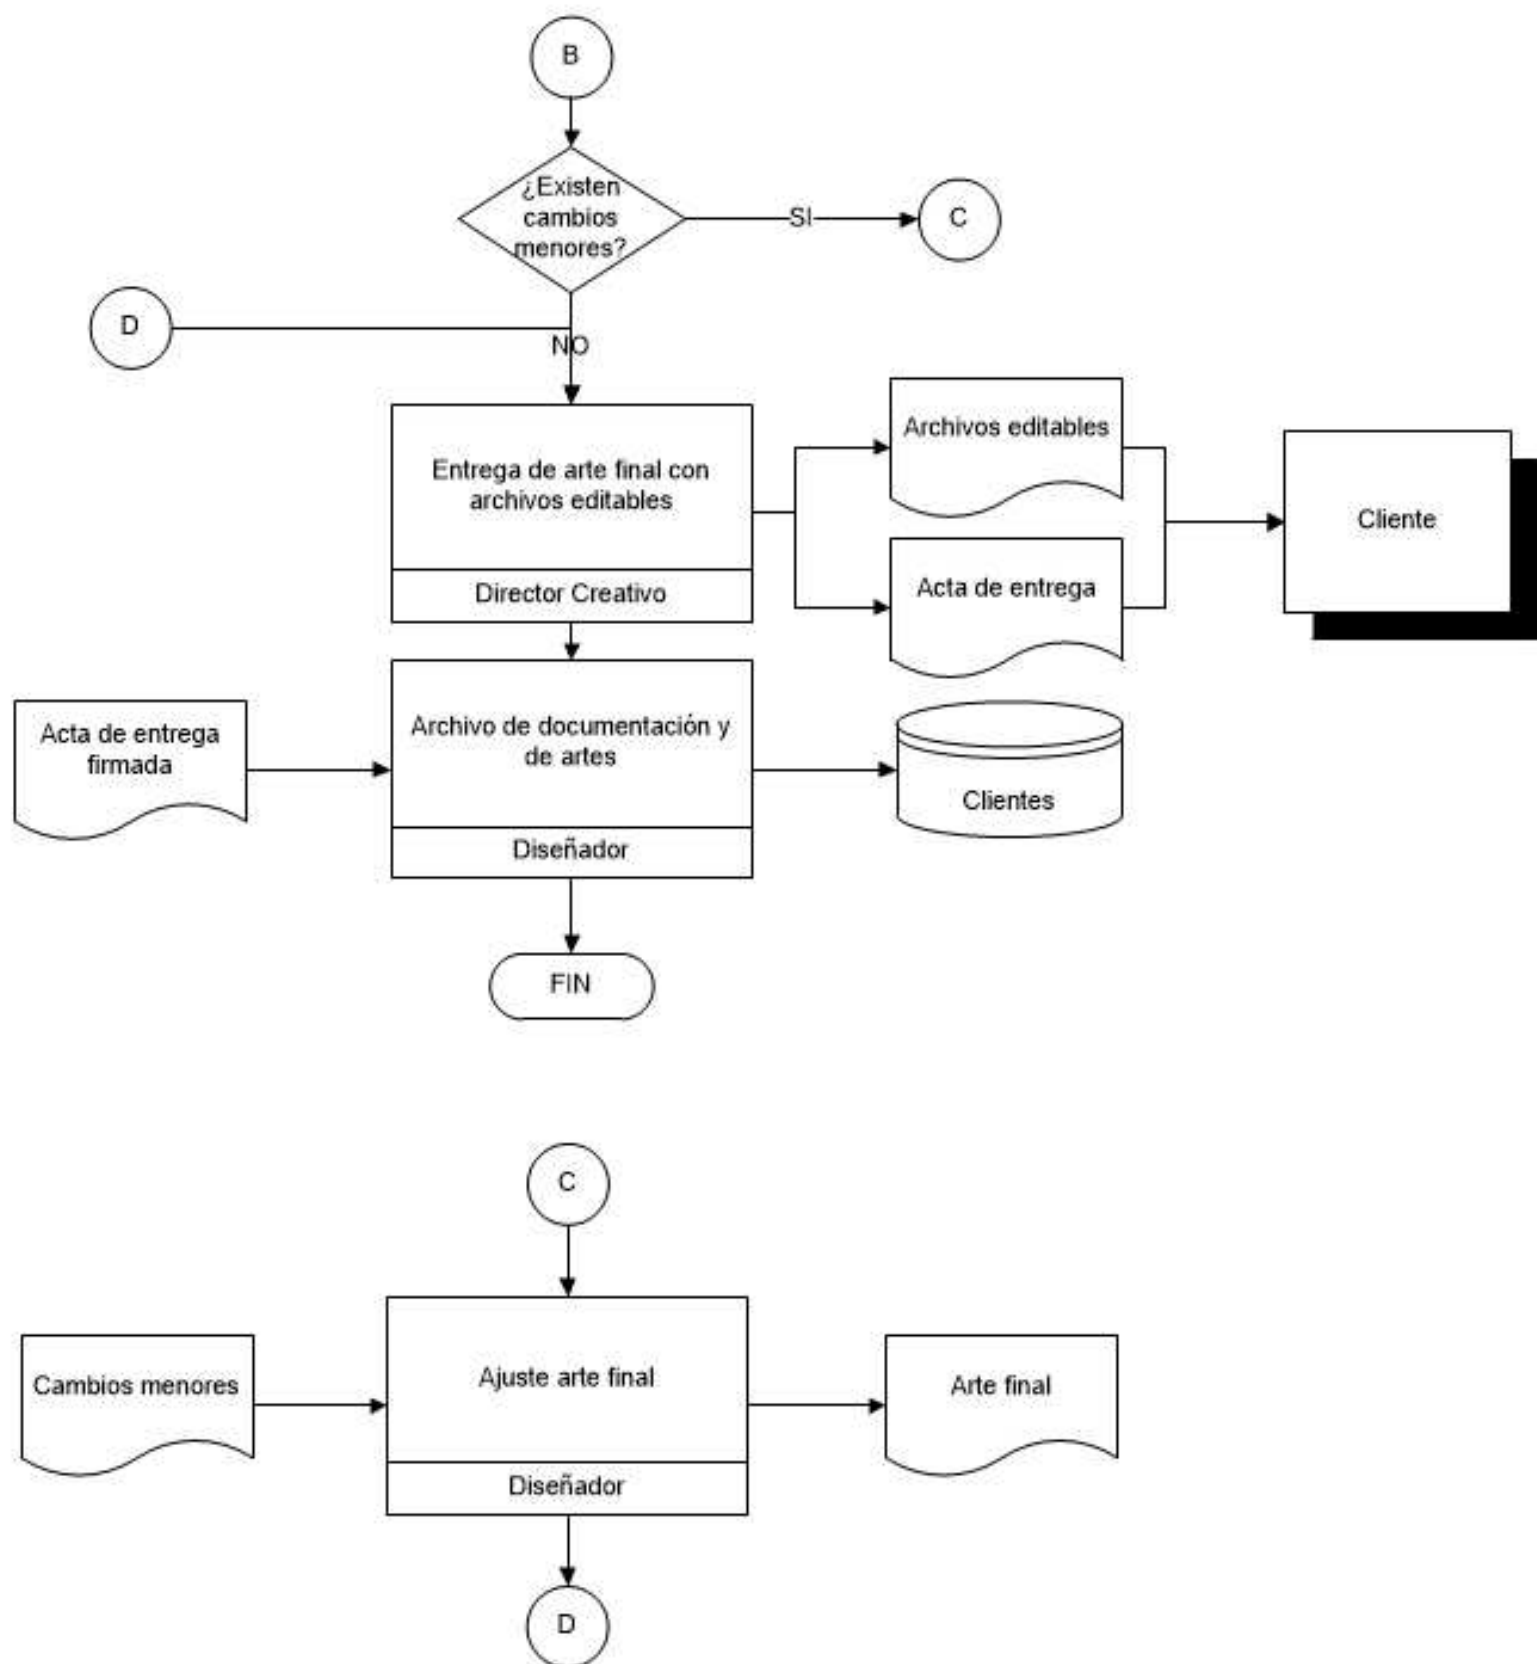 B
¿Existen
cambios
menores?
SI
C
D
NO
Entrega de arte final con
archivos editables
Director Creativo
Archivos editables
Acta de entrega
Cliente
Acta de entrega
firmada
Archivo de documentación y
de artes
Diseñador
Clientes
FIN
C
Cambios menores
Ajuste arte final
Diseñador
Arte final
D